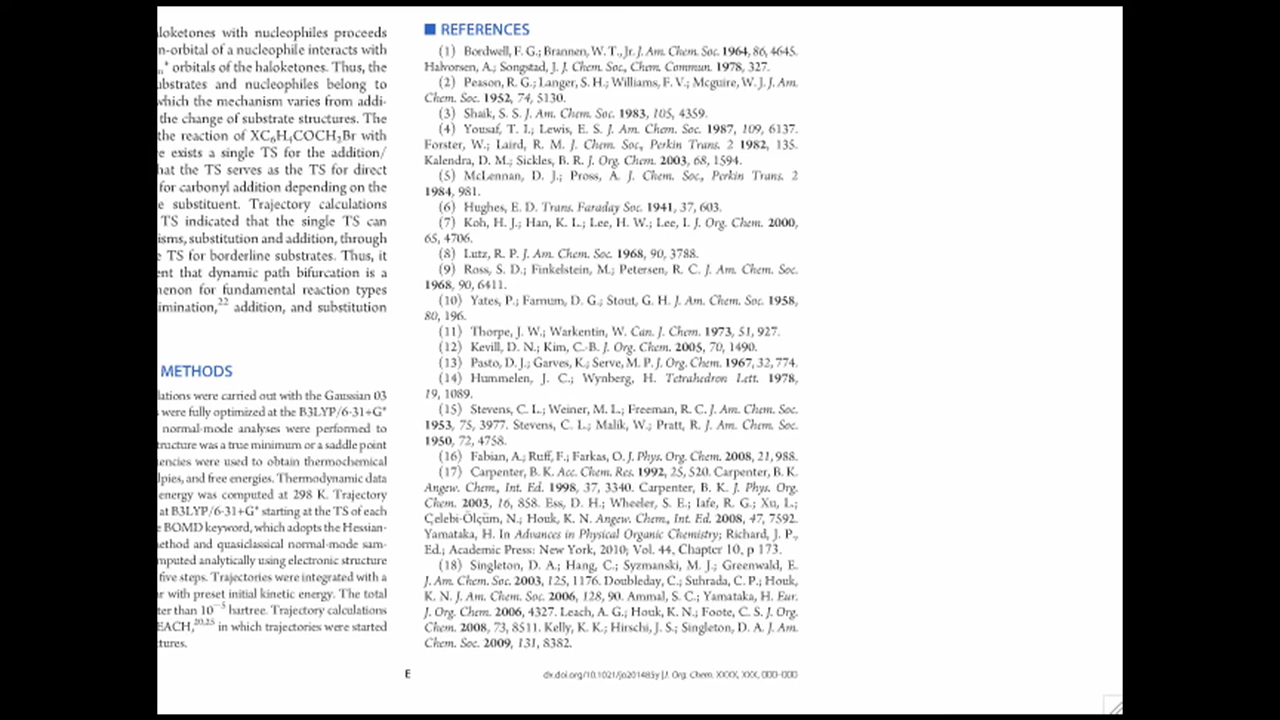 loketones with nucleophiles proceeds
n-orbital of a nucleophile interacts with
* orbitals of the haloketones. Thus, the
bstrates and nucleophiles belong to
which the mechanism varies from addi-
the change of substrate structures. The
the reaction of XC6H4COCH2Br with
e exists a single TS for the addition/
hat the TS serves as the TS for direct
for carbonyl addition depending on the
e substituent. Trajectory calculations
TS indicated that the single TS can
isms, substitution and addition, through
TS for borderline substrates. Thus, it
ent that dynamic path bifurcation is a
menon for fundamental reaction types
imination,22 addition, and substitution
METHODS
lations were carried out with the Gaussian 03
were fully optimized at the B3LYP/6-31+G*
normal-mode analyses were performed to
tructure was a true minimum or a saddle point
encies were used to obtain thermochemical
lpies, and free energies. Thermodynamic data
energy was computed at 298 K. Trajectory
at B3LYP/6-31+G* starting at the TS of each
BOMD keyword, which adopts the Hessian-
ethod and quasiclassical normal-mode sam-
mputed analytically using electronic structure
five steps. Trajectories were integrated with a
r with preset initial kinetic energy. The total
ter than 10−5 hartree. Trajectory calculations
EACH,20,25 in which trajectories were started
tures.
REFERENCES
(1) Bordwell, F. G.; Brannen, W. T., Jr. J. Am. Chem. Soc. 1964, 86, 4645.
Halvorsen, A.; Songstad, J. J. Chem. Soc., Chem. Commun. 1978, 327.
(2) Peason, R. G.; Langer, S. H.; Williams, F. V.; Mcguire, W. J. J. Am.
Chem. Soc. 1952, 74, 5130.
(3) Shaik, S. S. J. Am. Chem. Soc. 1983, 105, 4359.
(4) Yousaf, T. I.; Lewis, E. S. J. Am. Chem. Soc. 1987, 109, 6137.
Forster, W.; Laird, R. M. J. Chem. Soc., Perkin Trans. 2 1982, 135.
Kalendra, D. M.; Sickles, B. R. J. Org. Chem. 2003, 68, 1594.
(5) McLennan, D. J.; Pross, A. J. Chem. Soc., Perkin Trans. 2
1984, 981.
(6) Hughes, E. D. Trans. Faraday Soc. 1941, 37, 603.
(7) Koh, H. J.; Han, K. L.; Lee, H. W.; Lee, I. J. Org. Chem. 2000,
65, 4706.
(8) Lutz, R. P. J. Am. Chem. Soc. 1968, 90, 3788.
(9) Ross, S. D.; Finkelstein, M.; Petersen, R. C. J. Am. Chem. Soc.
1968, 90, 6411.
(10) Yates, P.; Farnum, D. G.; Stout, G. H. J. Am. Chem. Soc. 1958,
80, 196.
(11) Thorpe, J. W.; Warkentin, W. Can. J. Chem. 1973, 51, 927.
(12) Kevill, D. N.; Kim, C.-B. J. Org. Chem. 2005, 70, 1490.
(13) Pasto, D. J.; Garves, K.; Serve, M. P. J. Org. Chem. 1967, 32, 774.
(14) Hummelen, J. C.; Wynberg, H. Tetrahedron Lett. 1978,
19, 1089.
(15) Stevens, C. L.; Weiner, M. L.; Freeman, R. C. J. Am. Chem. Soc.
1953, 75, 3977. Stevens, C. L.; Malik, W.; Pratt, R. J. Am. Chem. Soc.
1950, 72, 4758.
(16) Fabian, A.; Ruff, F.; Farkas, O. J. Phys. Org. Chem. 2008, 21, 988.
(17) Carpenter, B. K. Acc. Chem. Res. 1992, 25, 520. Carpenter, B. K.
Angew. Chem., Int. Ed. 1998, 37, 3340. Carpenter, B. K. J. Phys. Org.
Chem. 2003, 16, 858. Ess, D. H.; Wheeler, S. E.; Iafe, R. G.; Xu, L.;
Çelebi-Ölçüm, N.; Houk, K. N. Angew. Chem., Int. Ed. 2008, 47, 7592.
Yamataka, H. In Advances in Physical Organic Chemistry; Richard, J. P.,
Ed.; Academic Press: New York, 2010; Vol. 44, Chapter 10, p 173.
(18) Singleton, D. A.; Hang, C.; Syzmanski, M. J.; Greenwald, E.
J. Am. Chem. Soc. 2003, 125, 1176. Doubleday, C.; Suhrada, C. P.; Houk,
K. N. J. Am. Chem. Soc. 2006, 128, 90. Ammal, S. C.; Yamataka, H. Eur.
J. Org. Chem. 2006, 4327. Leach, A. G.; Houk, K. N.; Foote, C. S. J. Org.
Chem. 2008, 73, 8511. Kelly, K. K.; Hirschi, J. S.; Singleton, D. A. J. Am.
Chem. Soc. 2009, 131, 8382.
E
dx.doi.org/10.1021/jo201485y |J. Org. Chem. XXXX, XXX, 000–000